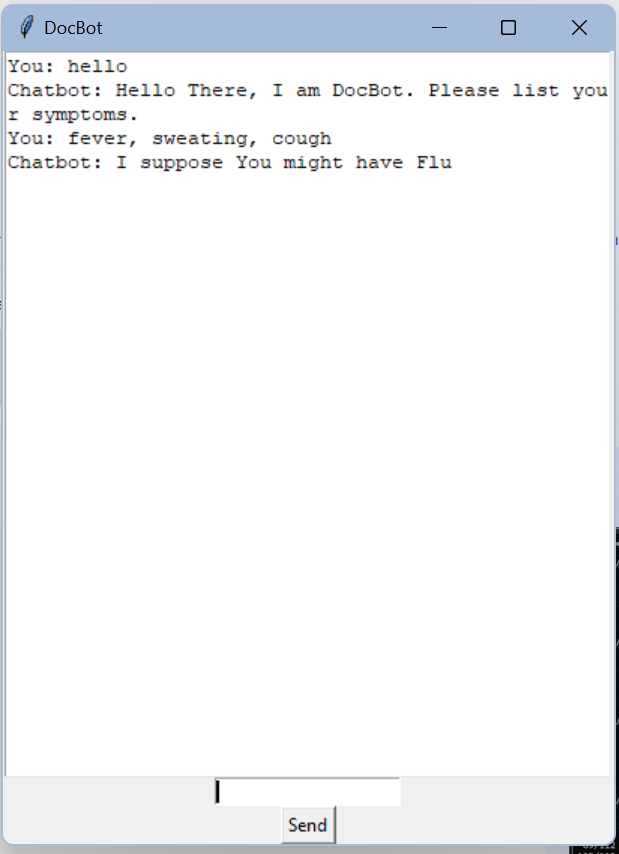 DocBot
You: hello
Chatbot: Hello There, I am DocBot. Please list you
r symptoms.
You: fever, sweating, cough
Chatbot: I suppose You might have Flu
Send